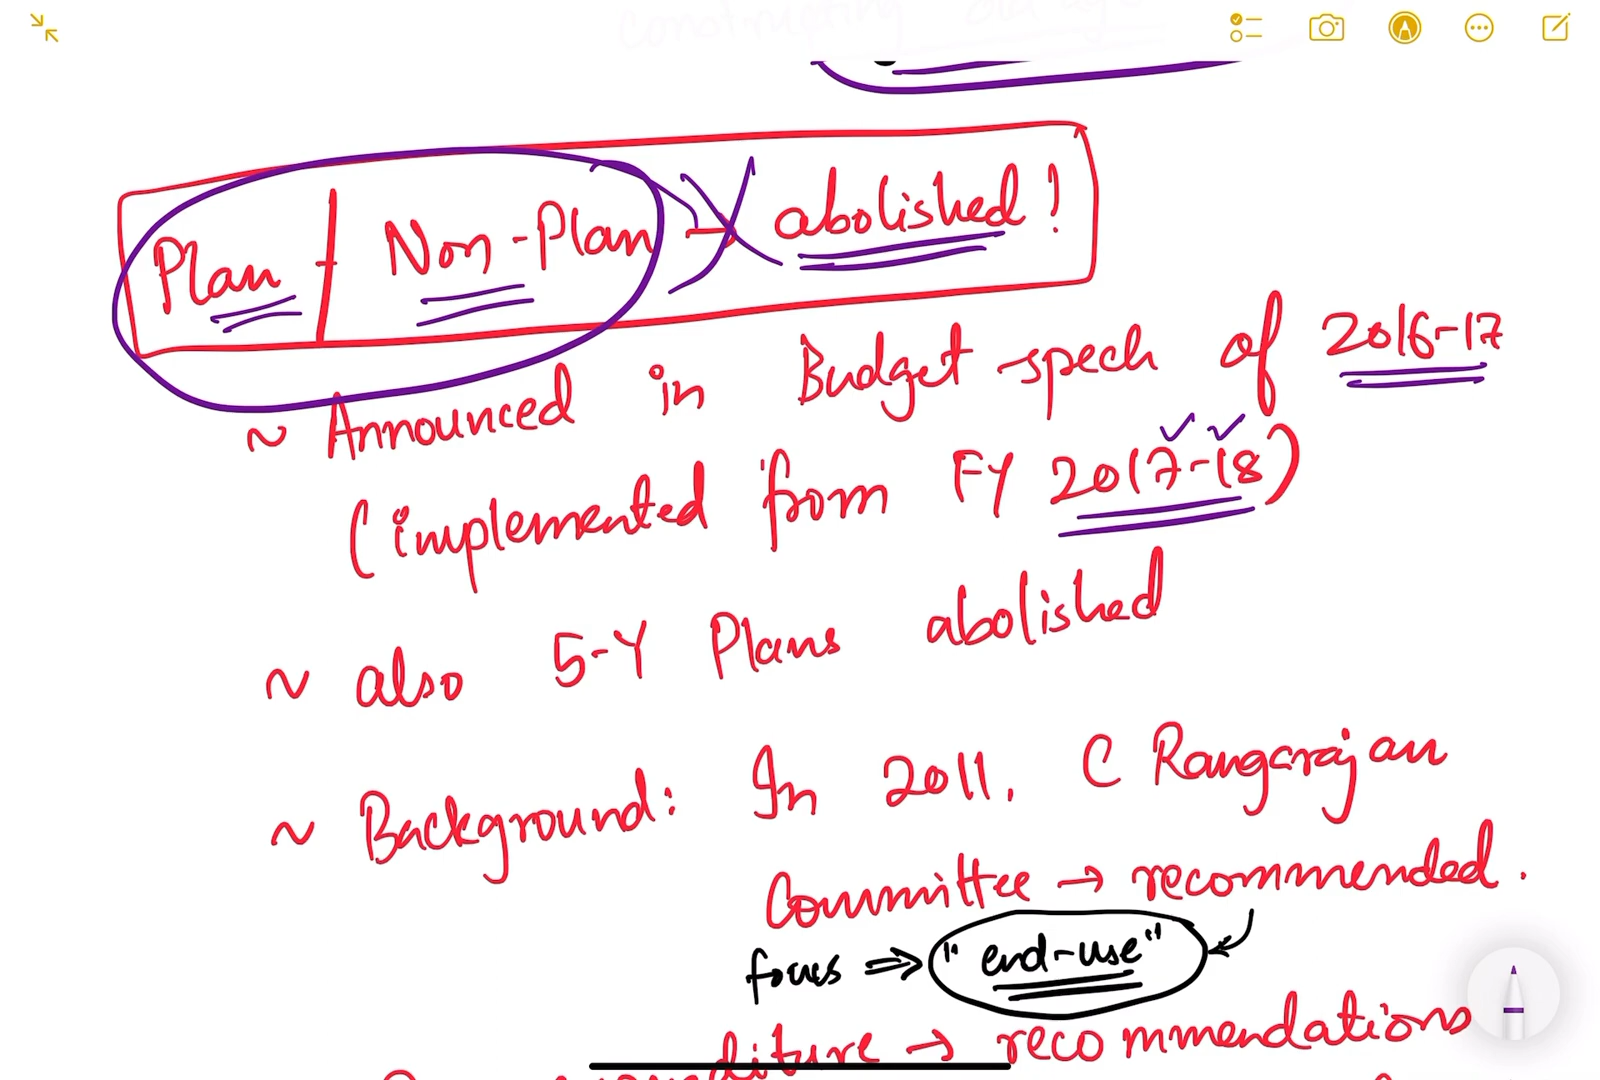 Plan | Non-Plan → abolished!
~ Announced in Budget spech of 2016-17
(implemented from FY 2017-18)
~ also 5-Y Plans abolished
~ Background: In 2011, C Rangarajan
Committee → recommended.
focus ⇒ "end-use"
→ recommendations